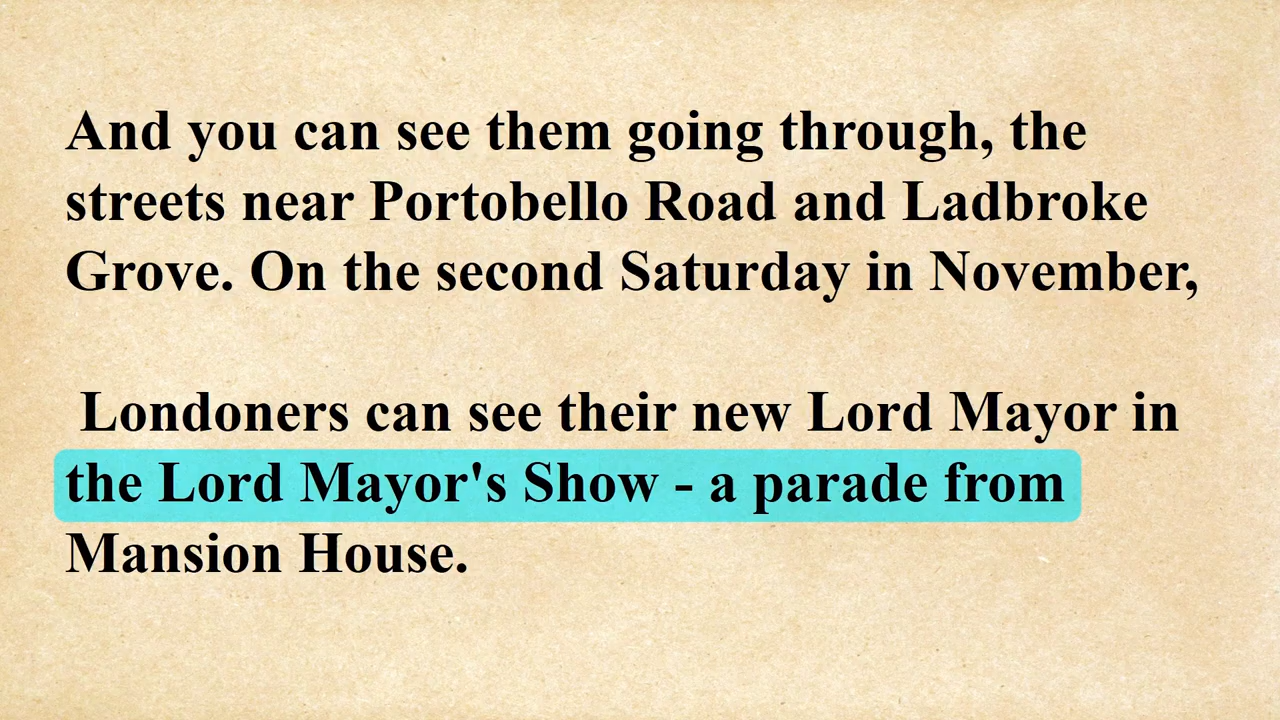 And you can see them going through, the
streets near Portobello Road and Ladbroke
Grove. On the second Saturday in November,
Londoners can see their new Lord Mayor in
the Lord Mayor's Show - a parade from
Mansion House.